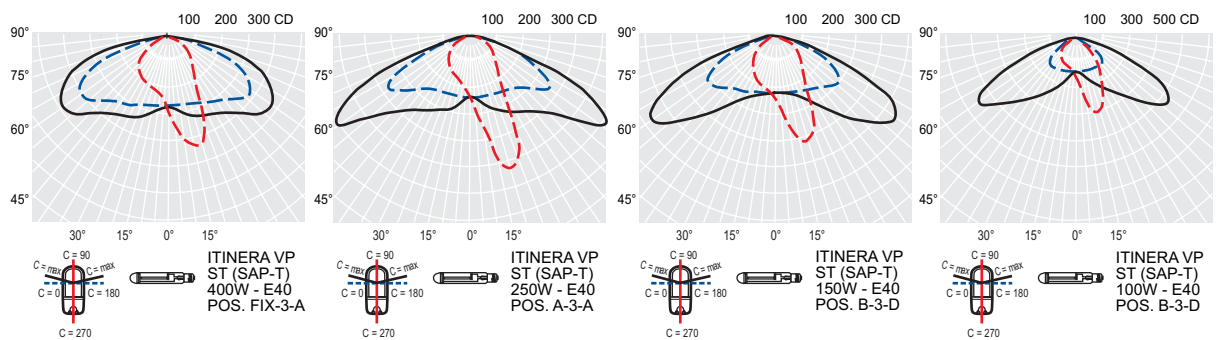 100 200 300 CD
90°
75°
60°
45°
30° 15° 0° 15°
C = 90
C = max C = max
C = 0 C = 180
C = 270
ITINERA VP
ST (SAP-T)
400W - E40
POS. FIX-3-A
100 200 300 CD
90°
75°
60°
45°
30° 15° 0° 15°
C = 90
C = max C = max
C = 0 C = 180
C = 270
ITINERA VP
ST (SAP-T)
250W - E40
POS. A-3-A
100 200 300 CD
90°
75°
60°
45°
30° 15° 0° 15°
C = 90
C = max C = max
C = 0 C = 180
C = 270
ITINERA VP
ST (SAP-T)
150W - E40
POS. B-3-D
100 300 500 CD
90°
75°
60°
45°
30° 15° 0° 15°
C = 90
C = max C = max
C = 0 C = 180
C = 270
ITINERA VP
ST (SAP-T)
100W - E40
POS. B-3-D